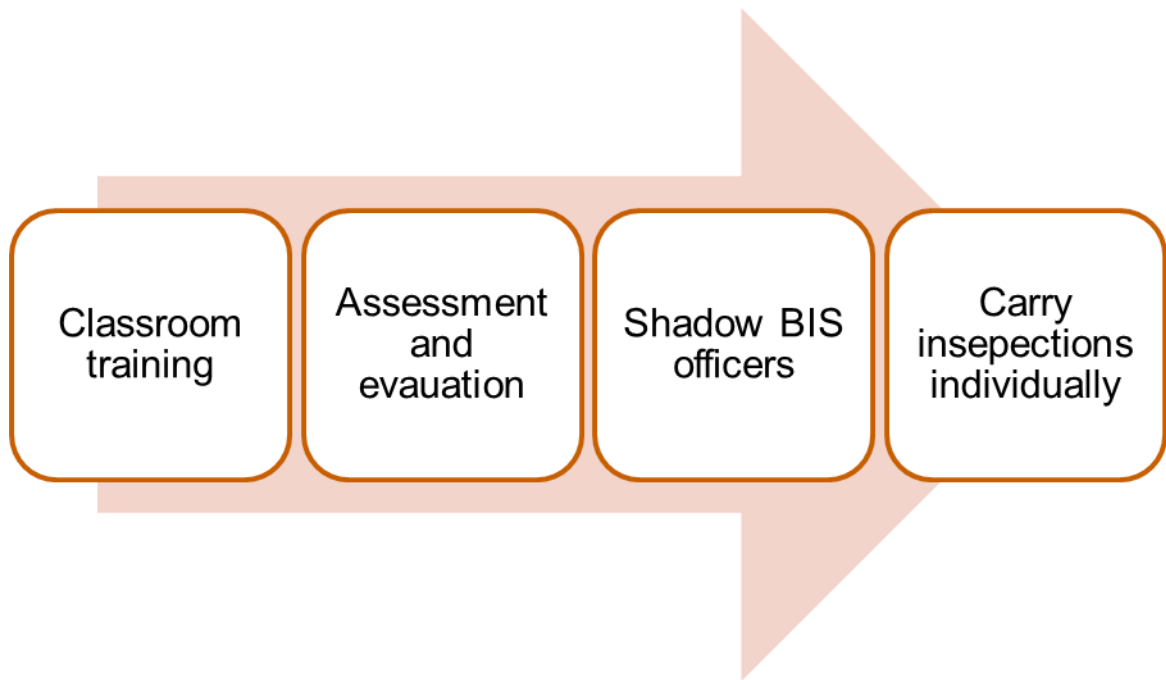 Classroom
training
Assessment
and
evauation
Shadow BIS
officers
Carry
insepections
individually